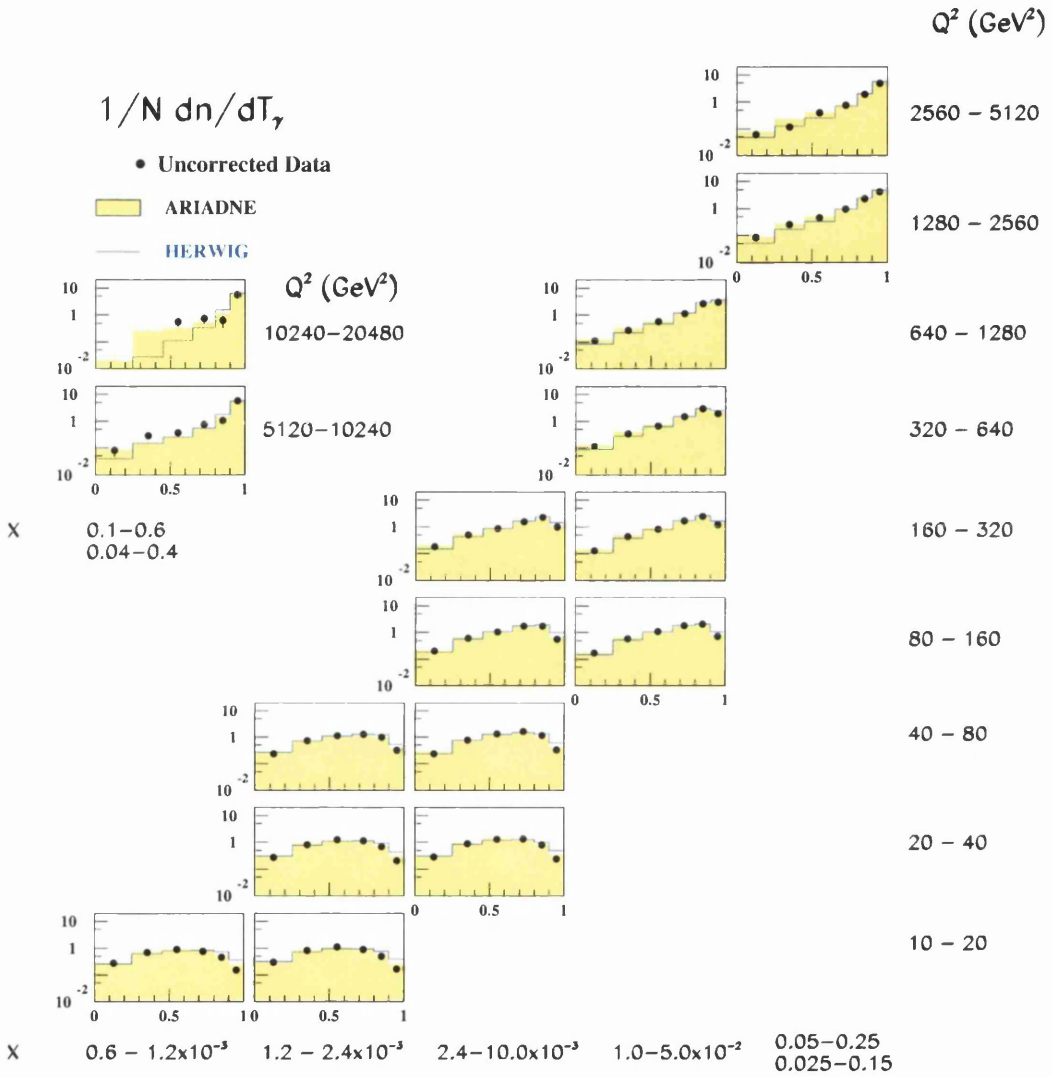 Q² (GeV²)
1/N dn/dTγ
● Uncorrected Data
ARIADNE
HERWIG
10
1
10 -2
2560 - 5120
10
1
10 -2
1280 - 2560
0 0.5 1
Q² (GeV²)
10
1
10 -2
10240-20480
10
1
10 -2
640 - 1280
10
1
10 -2
5120-10240
0 0.5 1
10
1
10 -2
320 - 640
x
0.1-0.6
0.04-0.4
10
1
10 -2
160 - 320
10
1
10 -2
80 - 160
0 0.5 1
10
1
10 -2
40 - 80
10
1
10 -2
20 - 40
0 0.5 1
10
1
10 -2
10 - 20
0 0.5 1 0 0.5 1
x
0.6 - 1.2x10⁻³
1.2 - 2.4x10⁻³
2.4-10.0x10⁻³
1.0-5.0x10⁻²
0.05-0.25
0.025-0.15